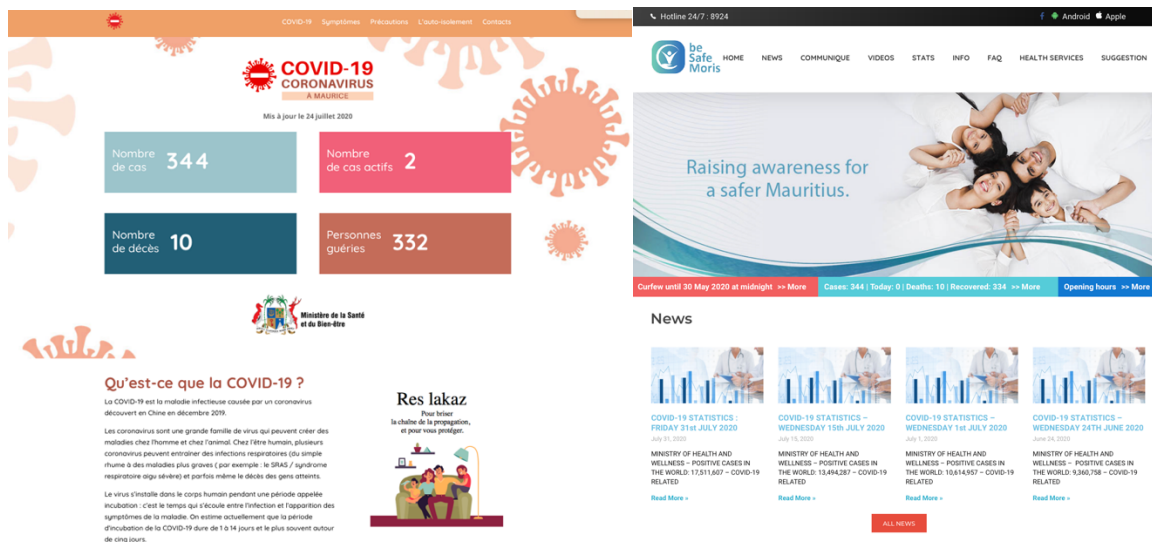 COVID-19 Symptômes Précautions L'auto-isolement Contacts
COVID-19
CORONAVIRUS
A MAURICE
Mis à jour le 24 juillet 2020
Nombre
de cas 344
Nombre
de cas actifs 2
Nombre
de décès 10
Personnes
guéries 332
Ministère de la Santé
et du Bien-être
Qu'est-ce que la COVID-19 ?
La COVID-19 est la maladie infectieuse causée par un coronavirus
découvert en Chine en décembre 2019.
Les coronavirus sont une grande famille de virus qui peuvent créer des
maladies chez l'homme et chez l'animal. Chez l'être humain, plusieurs
coronavirus peuvent entraîner des infections respiratoires (du simple
rhume à des maladies plus graves ( par exemple : le SRAS / syndrome
respiratoire aigu sévère) et parfois même le décès des gens atteints.
Le virus s'installe dans le corps humain pendant une période appelée
incubation : c'est le temps qui s'écoule entre l'infection et l'apparition des
symptômes de la maladie. On estime actuellement que la période
d'incubation de la COVID-19 dure de 1 à 14 jours et le plus souvent autour
de cinq jours.
Res lakaz
Pour briser
la chaîne de la propagation,
et pour vous protéger.
Hotline 24/7 : 8924
Android Apple
be
Safe
Moris
HOME NEWS COMMUNIQUE VIDEOS STATS INFO FAQ HEALTH SERVICES SUGGESTION
Raising awareness for
a safer Mauritius.
Curfew until 30 May 2020 at midnight >> More
Cases: 344 | Today: 0 | Deaths: 10 | Recovered: 334 >> More
Opening hours >> More
News
COVID-19 STATISTICS :
FRIDAY 31st JULY 2020
July 31, 2020
MINISTRY OF HEALTH AND
WELLNESS – POSITIVE CASES IN
THE WORLD: 17,511,607 – COVID-19
RELATED
Read More »
COVID-19 STATISTICS –
WEDNESDAY 15th JULY 2020
July 15, 2020
MINISTRY OF HEALTH AND
WELLNESS – POSITIVE CASES IN
THE WORLD: 13,494,287 – COVID-19
RELATED
Read More »
COVID-19 STATISTICS –
WEDNESDAY 1st JULY 2020
July 1, 2020
MINISTRY OF HEALTH AND
WELLNESS – POSITIVE CASES IN
THE WORLD: 10,614,957 – COVID-19
RELATED
Read More »
COVID-19 STATISTICS –
WEDNESDAY 24TH JUNE 2020
June 24, 2020
MINISTRY OF HEALTH AND
WELLNESS – POSITIVE CASES IN
THE WORLD: 9,360,758 – COVID-19
RELATED
Read More »
ALL NEWS